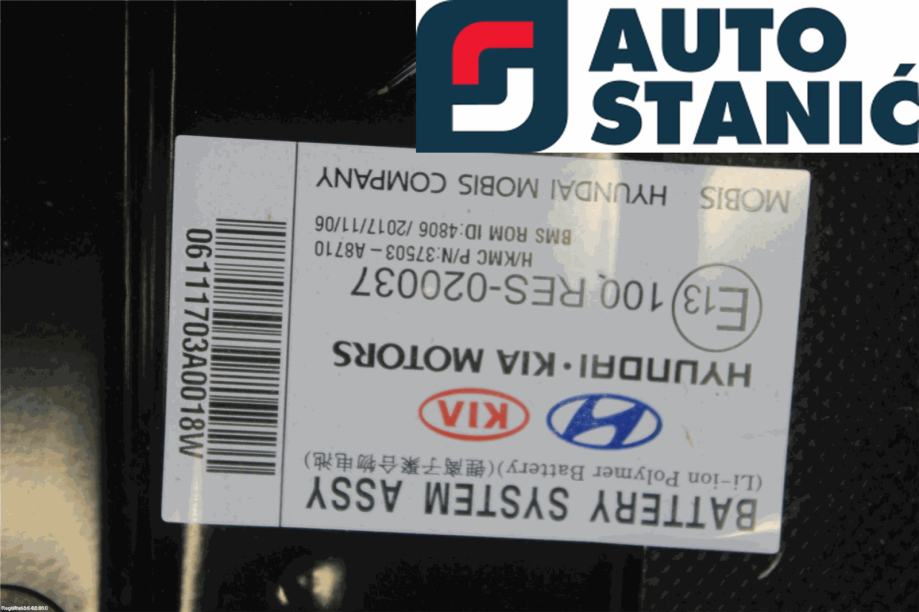 AUTO
STANIĆ
BATTERY SYSTEM ASSY
(Li-ion Polymer Battery)(锂离子聚合物电池)
KIA
HYUNDAI·KIA MOTORS
E13 100 RES-020037
H/KMC P/N:37503-A8710
BMS ROM ID:4806 /2017/11/06
MOBIS HYUNDAI MOBIS COMPANY
06111703A0018W